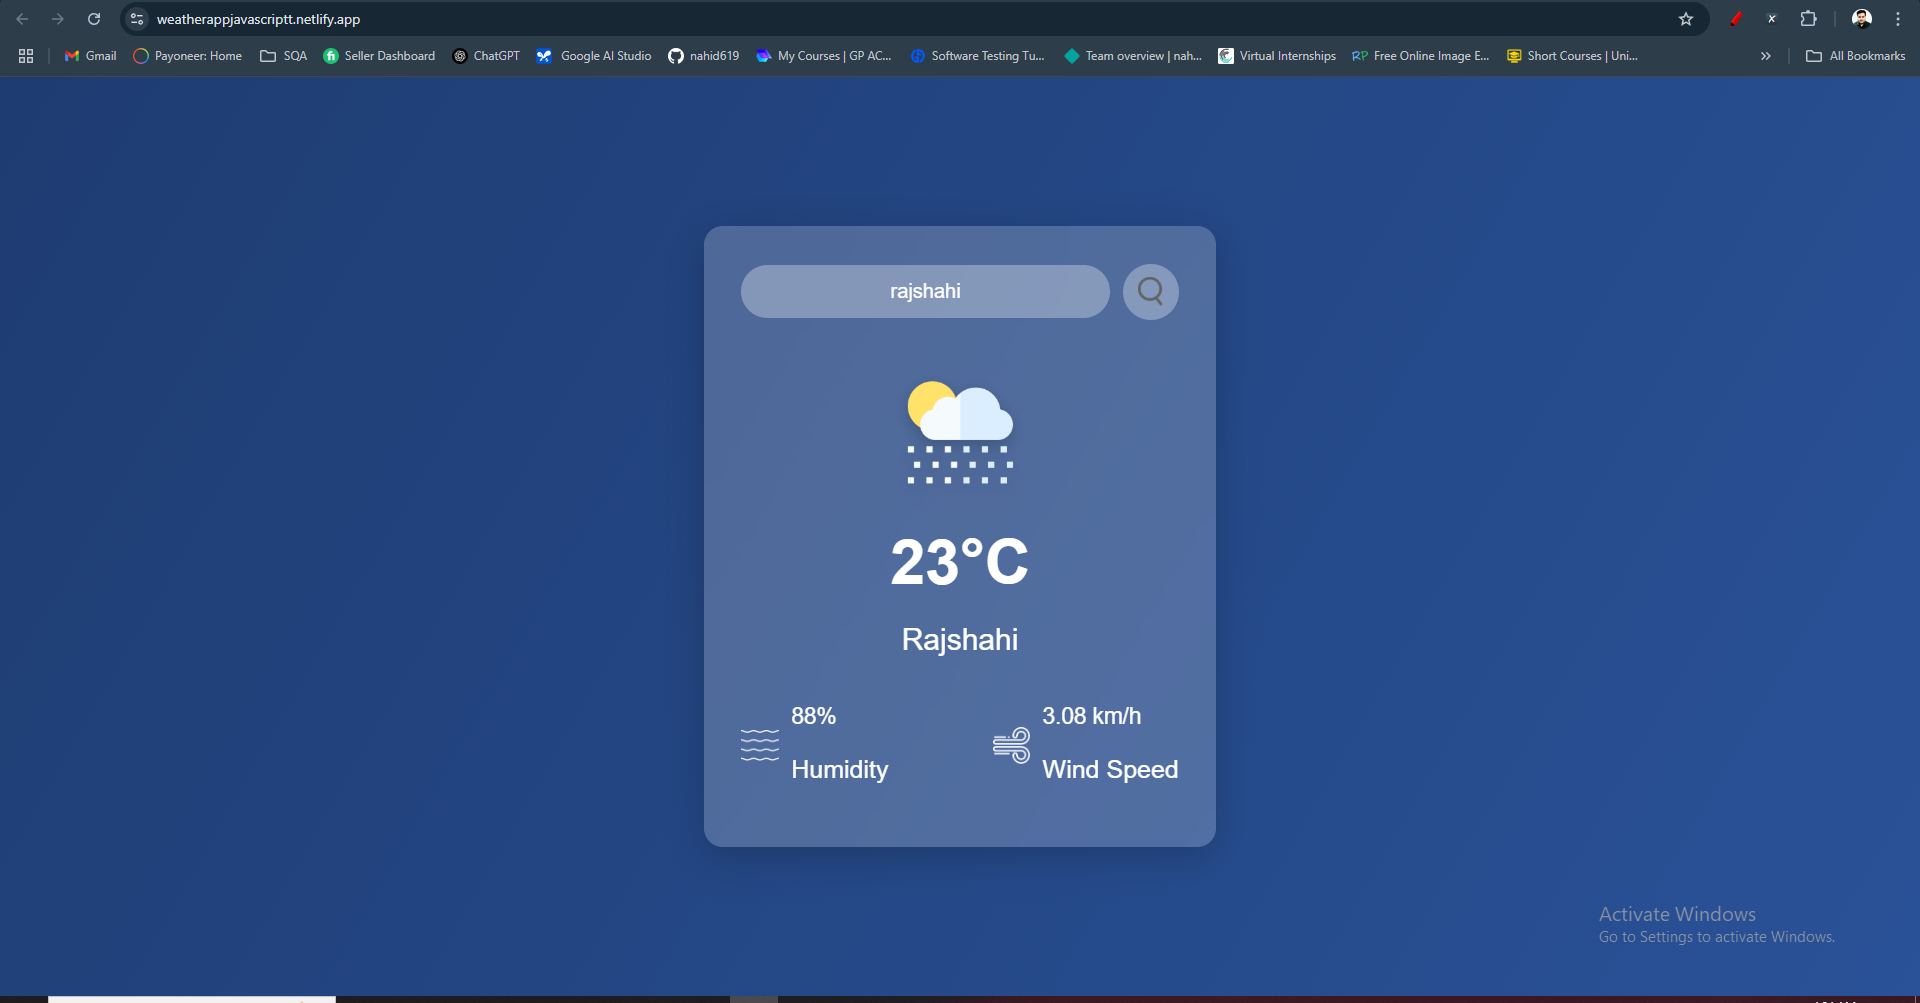 weatherappjavascriptt.netlify.app
Gmail Payoneer: Home SQA Seller Dashboard ChatGPT Google AI Studio nahid619 My Courses | GP AC... Software Testing Tu... Team overview | nah... Virtual Internships RP Free Online Image E... Short Courses | Uni... All Bookmarks
rajshahi
23°C
Rajshahi
88%
Humidity
3.08 km/h
Wind Speed
Activate Windows
Go to Settings to activate Windows.